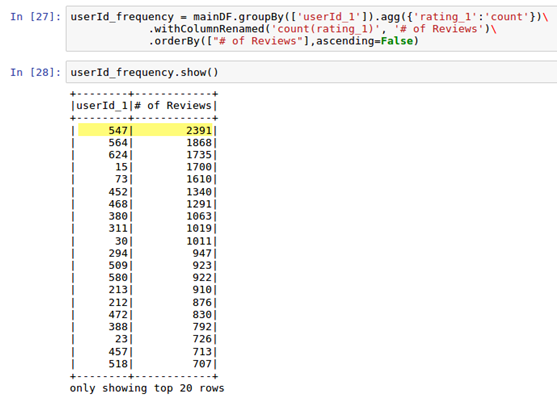 In [27]: userId_frequency = mainDF.groupBy(['userId_1']).agg({'rating_1':'count'})\
.withColumnRenamed('count(rating_1)', '# of Reviews')\
.orderBy(["# of Reviews"],ascending=False)
In [28]: userId_frequency.show()
+--------+------------+
|userId_1|# of Reviews|
+--------+------------+
|     547|        2391|
|     564|        1868|
|     624|        1735|
|      15|        1700|
|      73|        1610|
|     452|        1340|
|     468|        1291|
|     380|        1063|
|     311|        1019|
|      30|        1011|
|     294|         947|
|     509|         923|
|     580|         922|
|     213|         910|
|     212|         876|
|     472|         830|
|     388|         792|
|      23|         726|
|     457|         713|
|     518|         707|
+--------+------------+
only showing top 20 rows